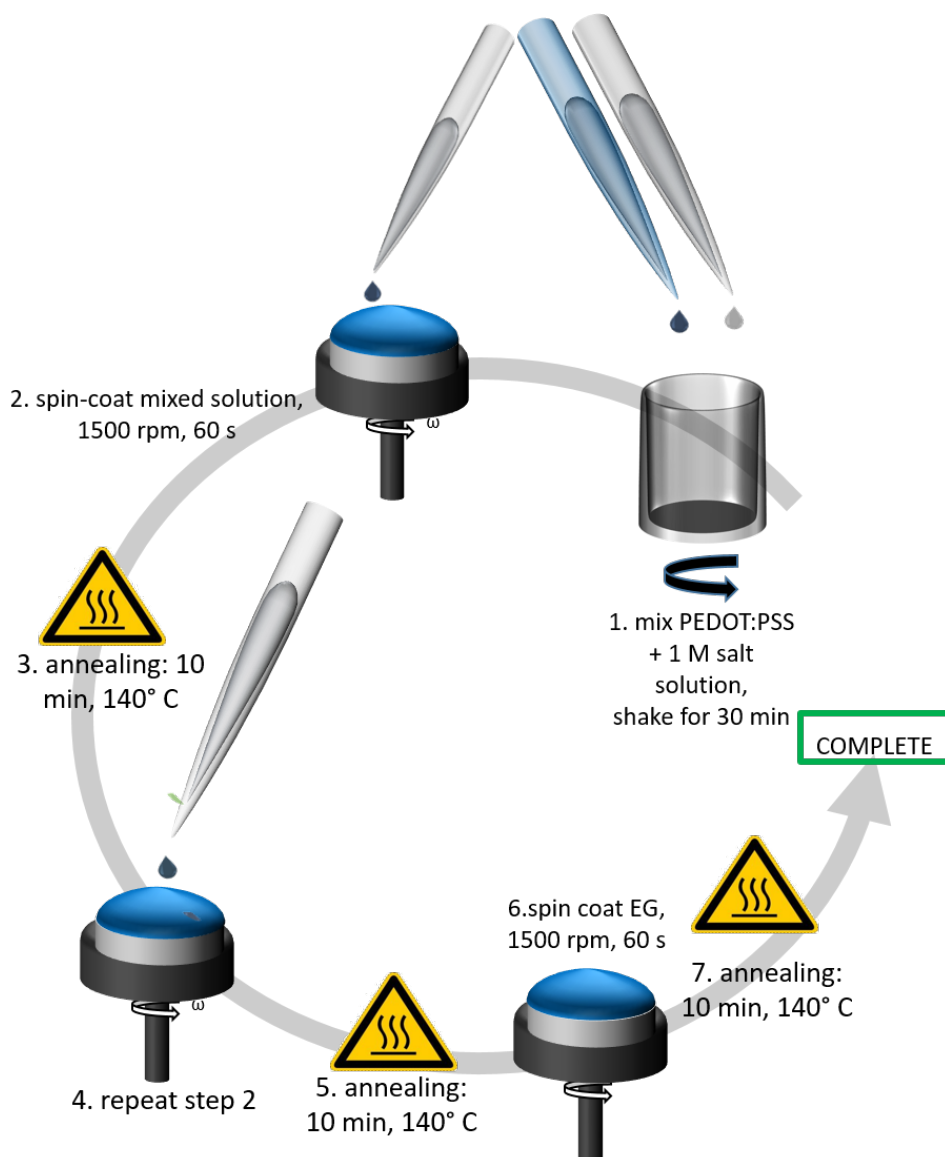 1. mix PEDOT:PSS
+ 1 M salt
solution,
shake for 30 min
2. spin-coat mixed solution,
1500 rpm, 60 s
ω
3. annealing: 10
min, 140° C
4. repeat step 2
ω
5. annealing:
10 min, 140° C
6.spin coat EG,
1500 rpm, 60 s
7. annealing:
10 min, 140° C
COMPLETE